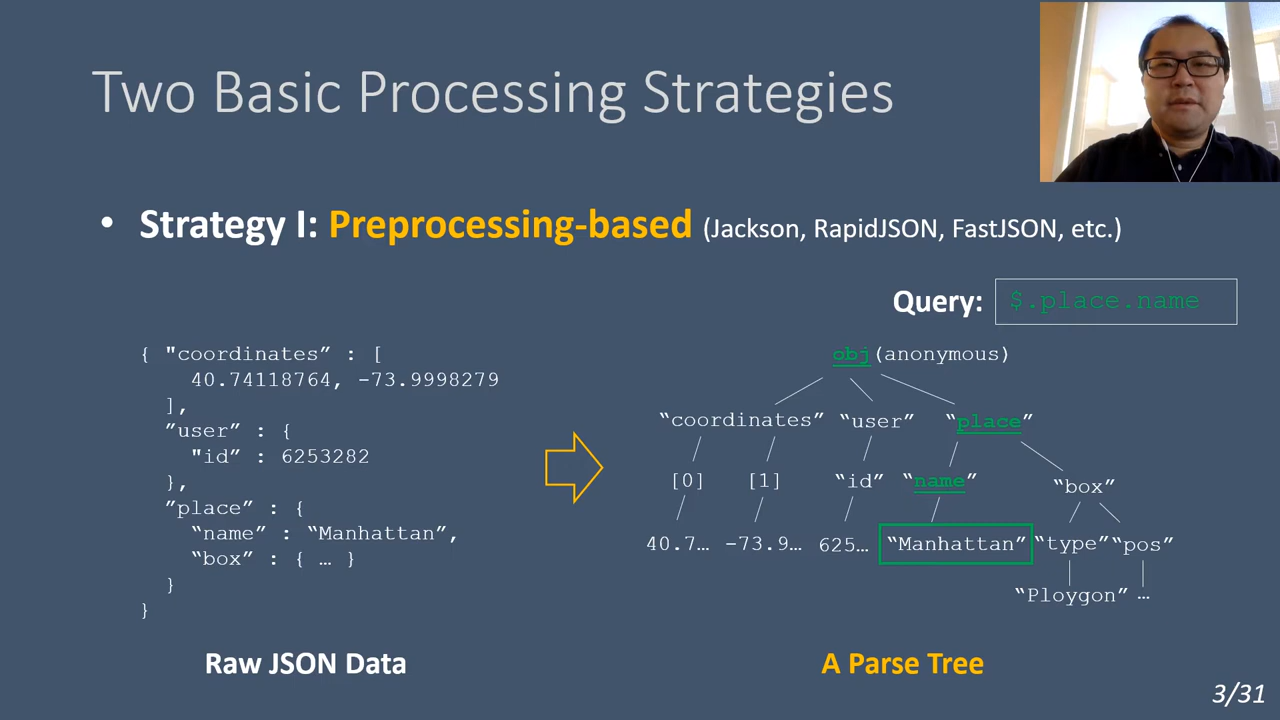 Two Basic Processing Strategies
• Strategy I: Preprocessing-based (Jackson, RapidJSON, FastJSON, etc.)
Query: $.place.name
{ "coordinates” : [
40.74118764, -73.9998279
],
”user” : {
"id” : 6253282
},
”place” : {
“name” : “Manhattan”,
“box” : { … }
}
}
Raw JSON Data
obj(anonymous)
“coordinates” “user” “place”
[0] [1] “id” “name” “box”
40.7… -73.9… 625… “Manhattan” “type” “pos”
“Ploygon” …
A Parse Tree
3/31